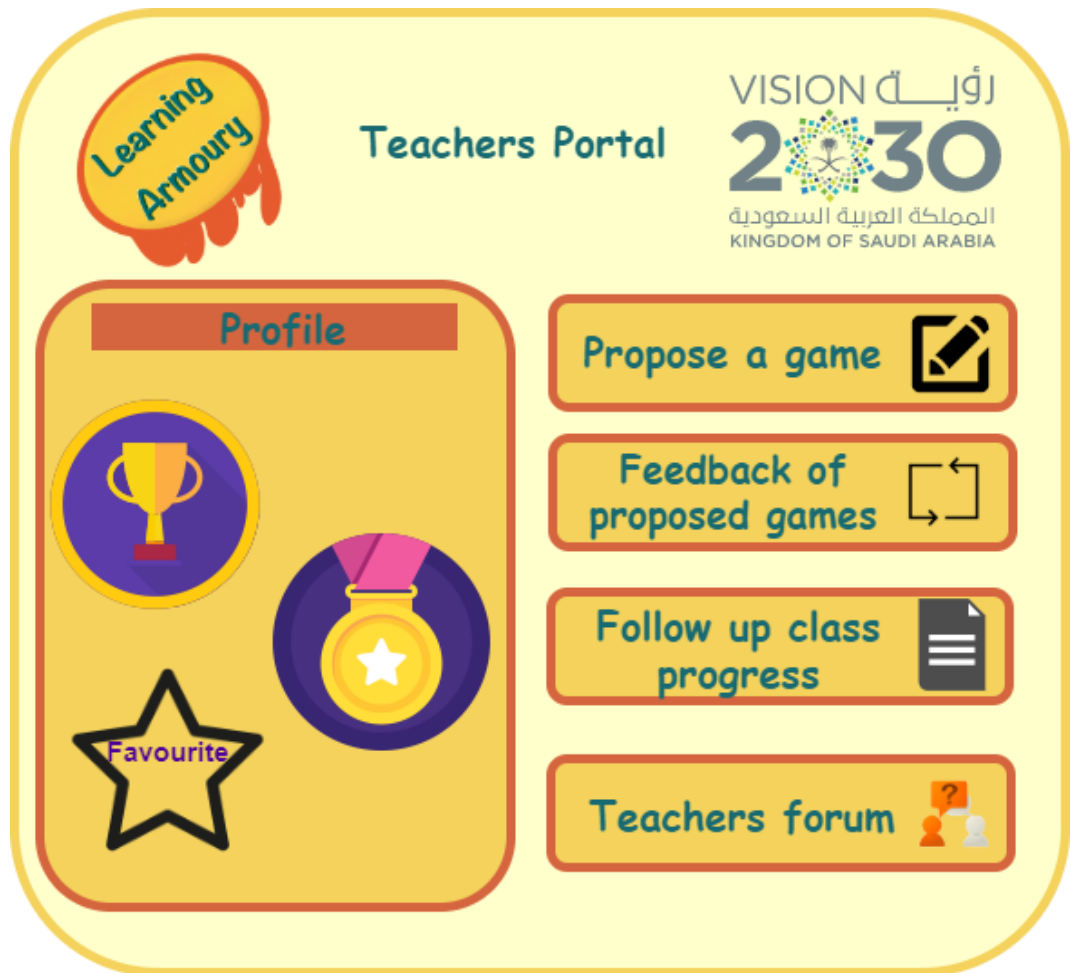 Learning
Armoury
Teachers Portal
VISION رؤيـــة
2030
المملكة العربية السعودية
KINGDOM OF SAUDI ARABIA
Profile
Favourite
Propose a game
Feedback of
proposed games
Follow up class
progress
?
Teachers forum